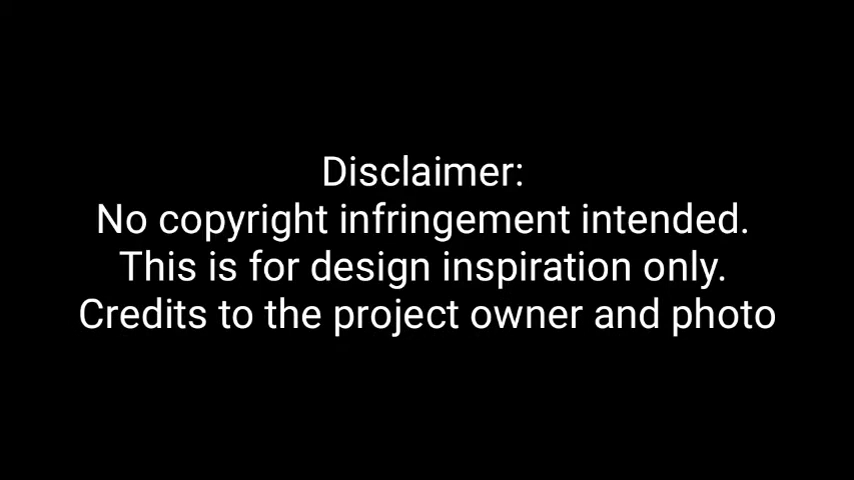 Disclaimer:
No copyright infringement intended.
This is for design inspiration only.
Credits to the project owner and photo